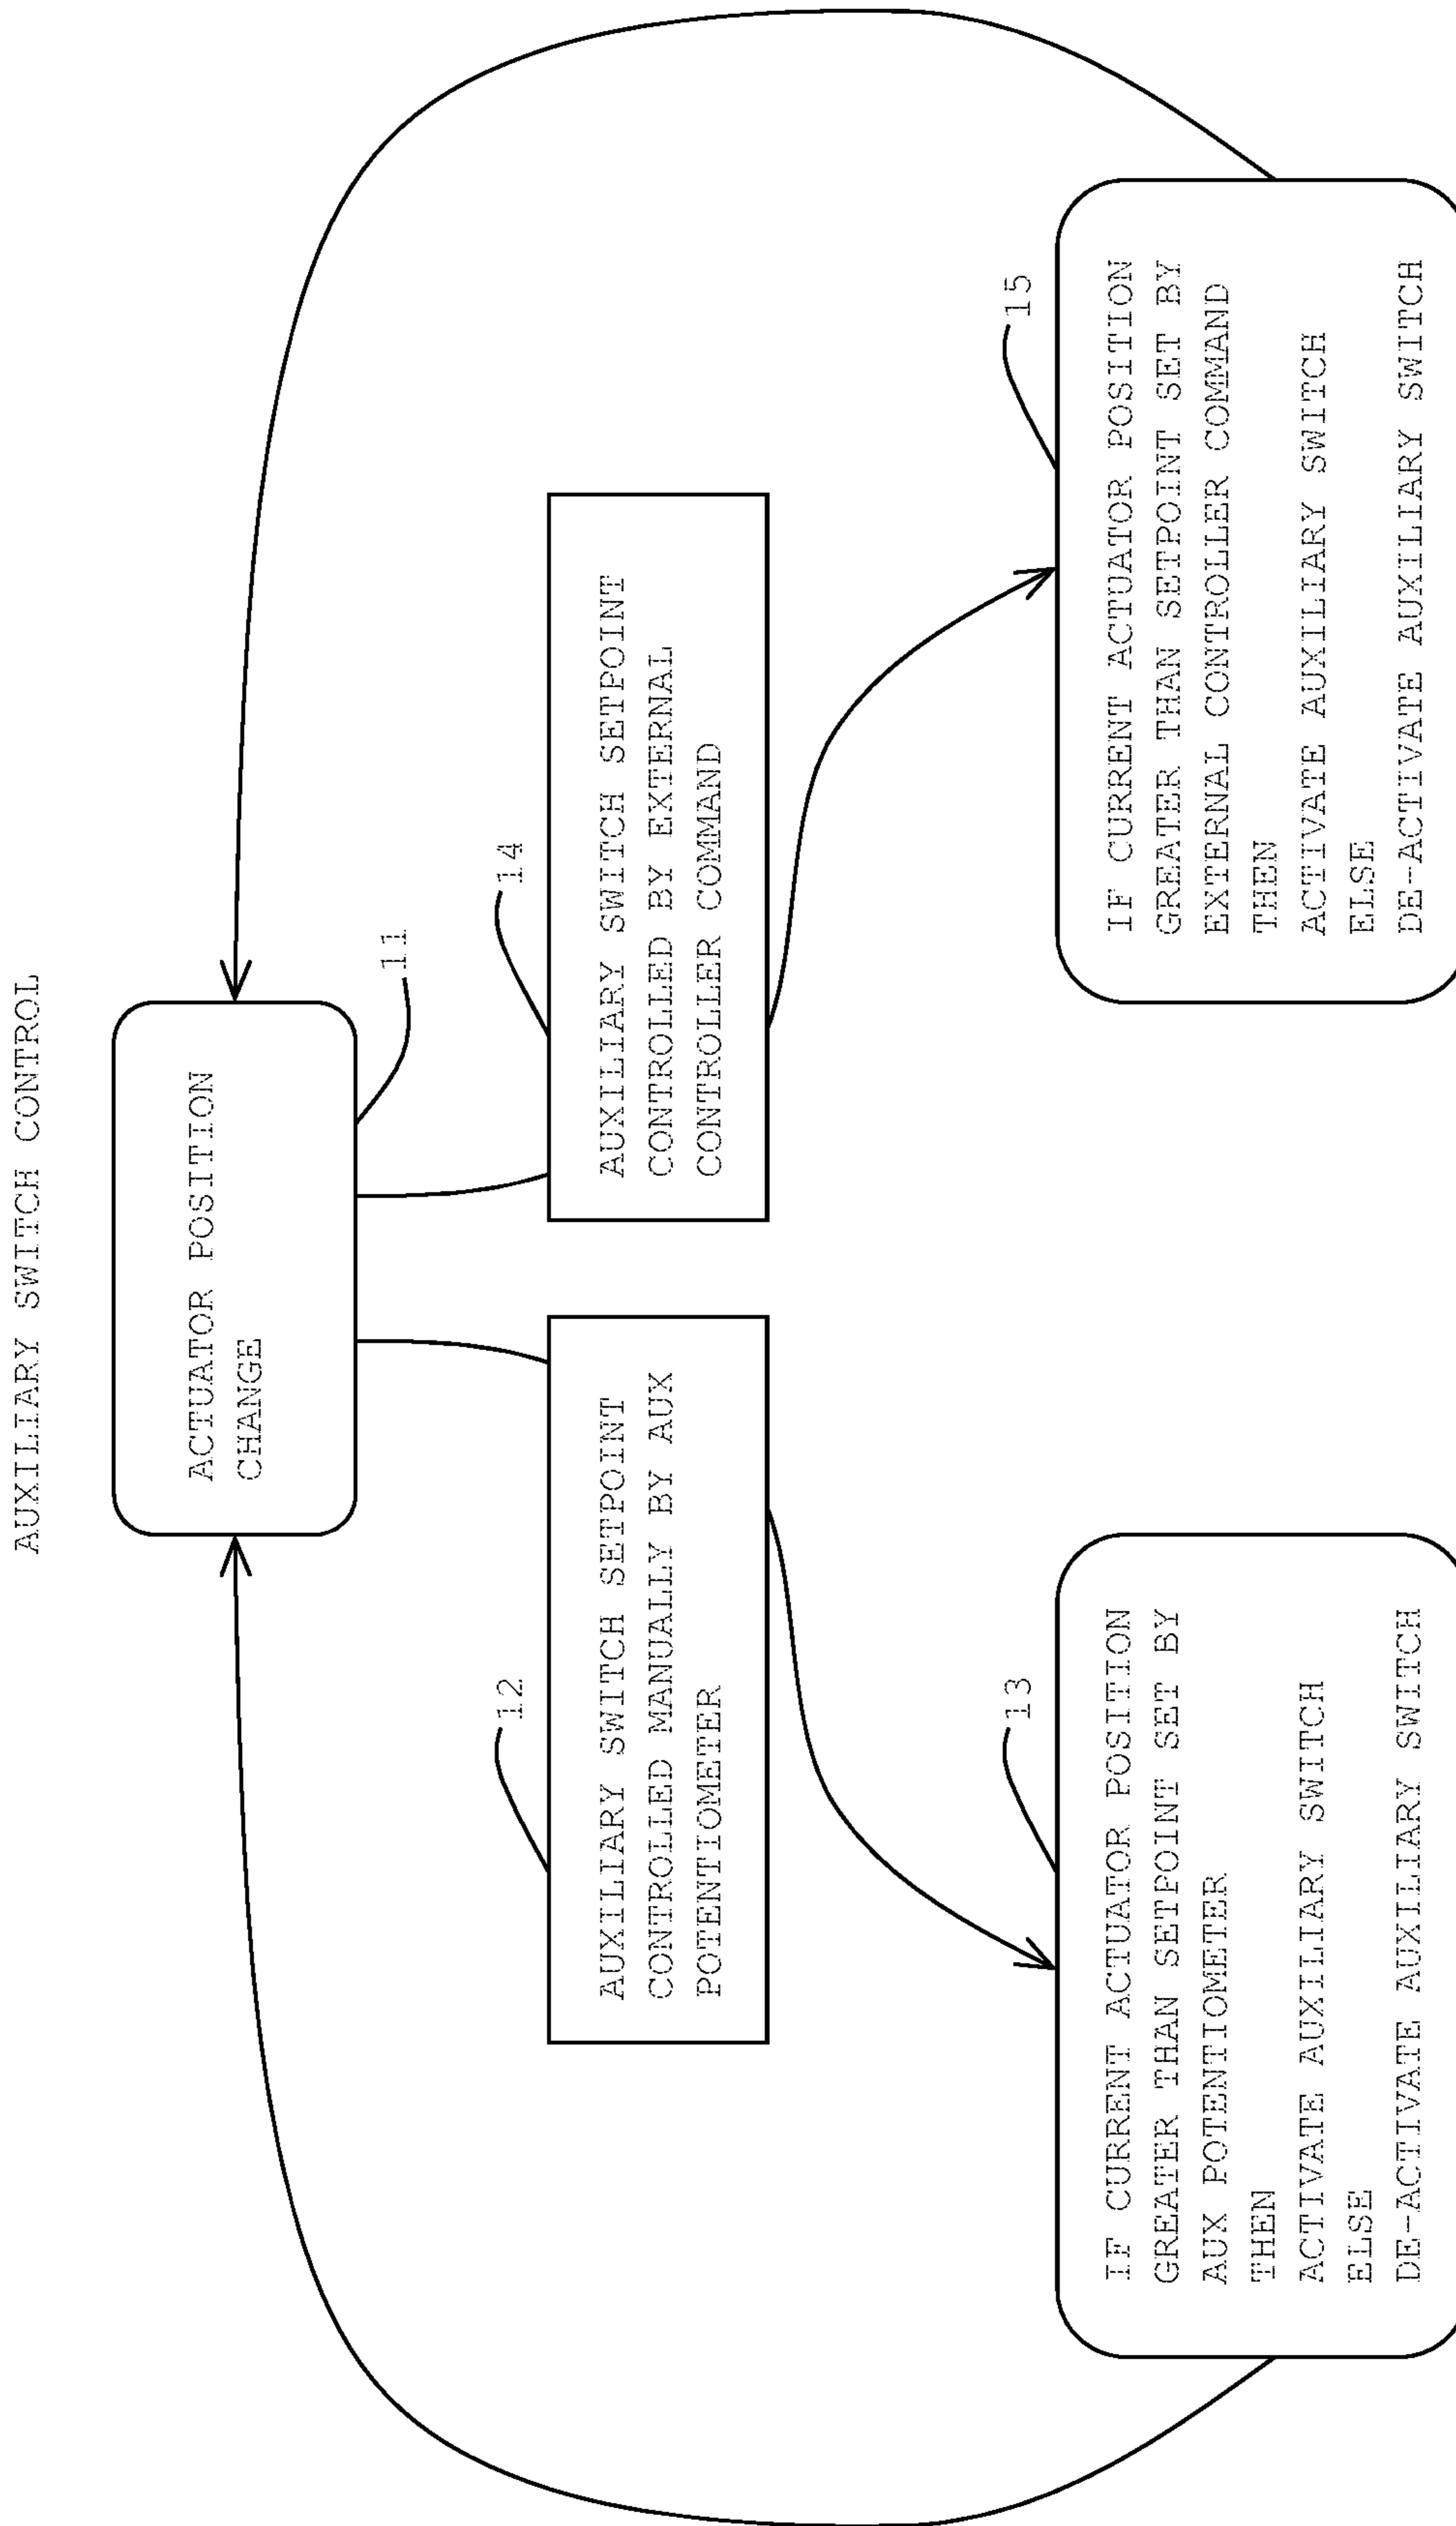 AUXILIARY SWITCH CONTROL
ACTUATOR POSITION
CHANGE
11
12
AUXILIARY SWITCH SETPOINT
CONTROLLED MANUALLY BY AUX
POTENTIOMETER
14
AUXILIARY SWITCH SETPOINT
CONTROLLED BY EXTERNAL
CONTROLLER COMMAND
13
IF CURRENT ACTUATOR POSITION
GREATER THAN SETPOINT SET BY
AUX POTENTIOMETER
THEN
ACTIVATE AUXILIARY SWITCH
ELSE
DE-ACTIVATE AUXILIARY SWITCH
15
IF CURRENT ACTUATOR POSITION
GREATER THAN SETPOINT SET BY
EXTERNAL CONTROLLER COMMAND
THEN
ACTIVATE AUXILIARY SWITCH
ELSE
DE-ACTIVATE AUXILIARY SWITCH